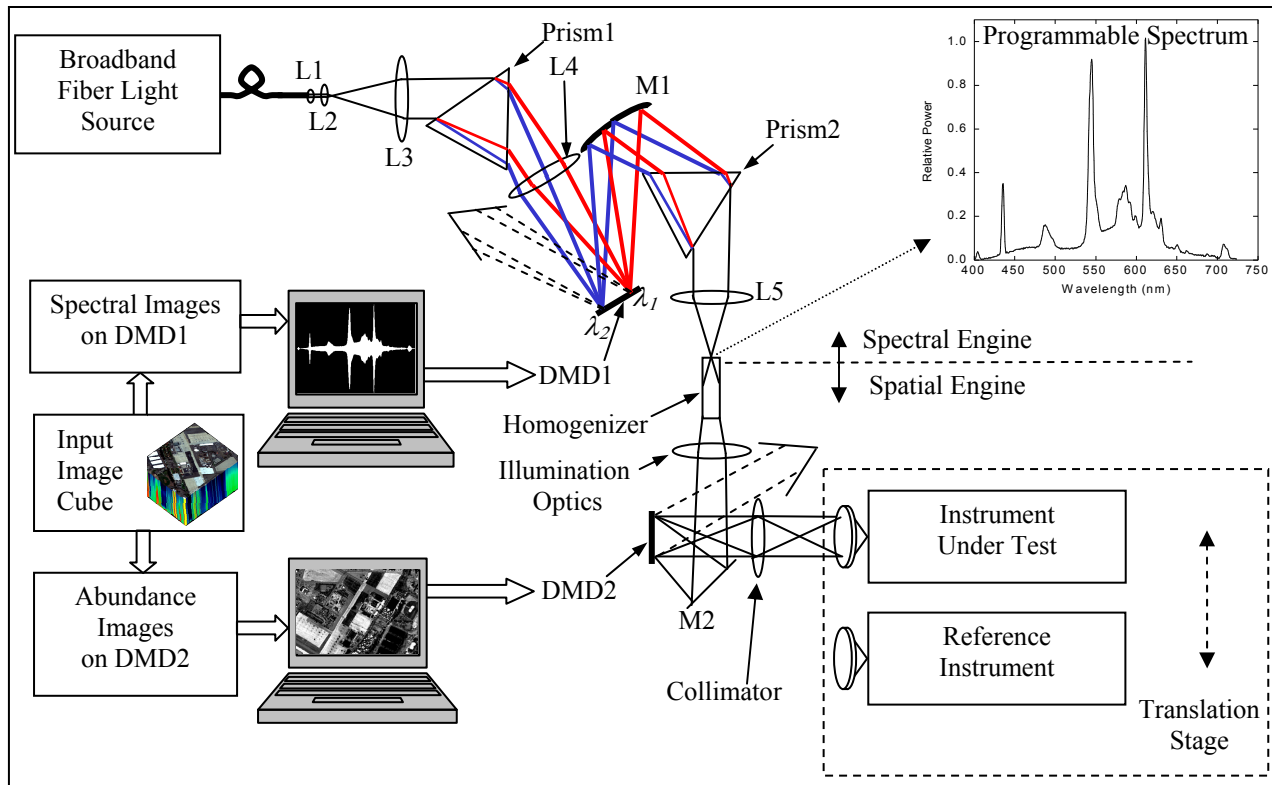 Broadband
Fiber Light
Source
L1
L2
L3
Prism1
L4
M1
Prism2
L5
λ1
λ2
Programmable Spectrum
Relative Power
1.0
0.8
0.6
0.4
0.2
0.0
400 450 500 550 600 650 700 750
Wavelength (nm)
Spectral Images
on DMD1
DMD1
Spectral Engine
Spatial Engine
Homogenizer
Illumination
Optics
Input
Image
Cube
Abundance
Images
on DMD2
DMD2
M2
Collimator
Instrument
Under Test
Reference
Instrument
Translation
Stage